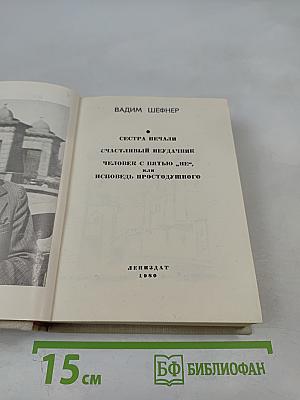 ВАДИМ ШЕФНЕР
СЕСТРА ПЕЧАЛИ
СЧАСТЛИВЫЙ НЕУДАЧНИК
ЧЕЛОВЕК С ПЯТЬЮ „НЕ“,
ИЛИ
ИСПОВЕДЬ ПРОСТОДУШНОГО
ЛЕНИЗДАТ
1980
15 см
БФ БИБЛИОФАН